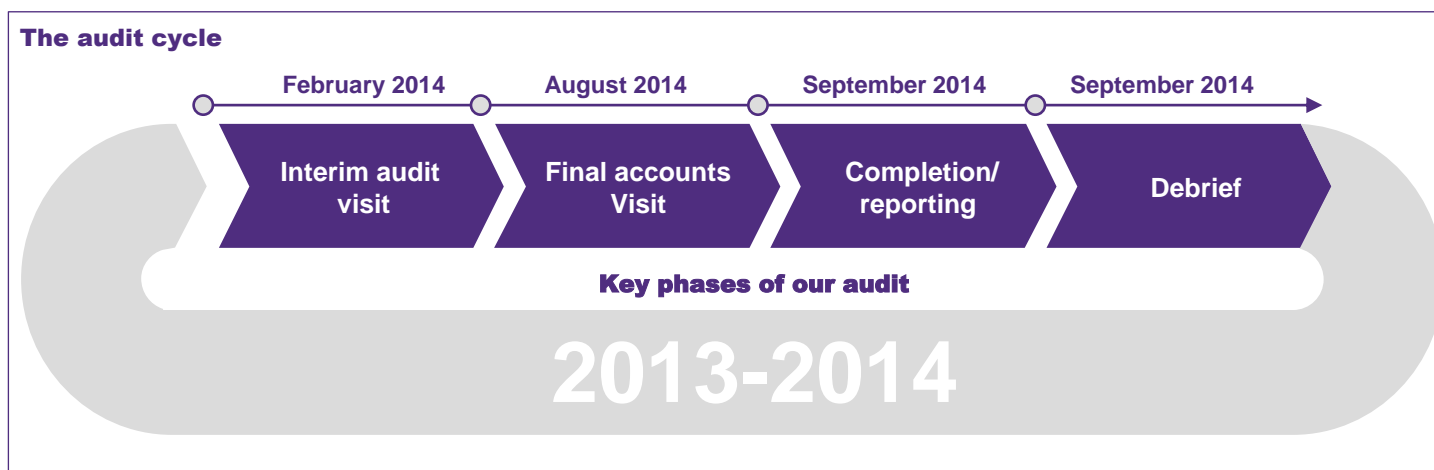 The audit cycle
February 2014
August 2014
September 2014
September 2014
Interim audit
visit
Final accounts
Visit
Completion/
reporting
Debrief
Key phases of our audit
2013-2014